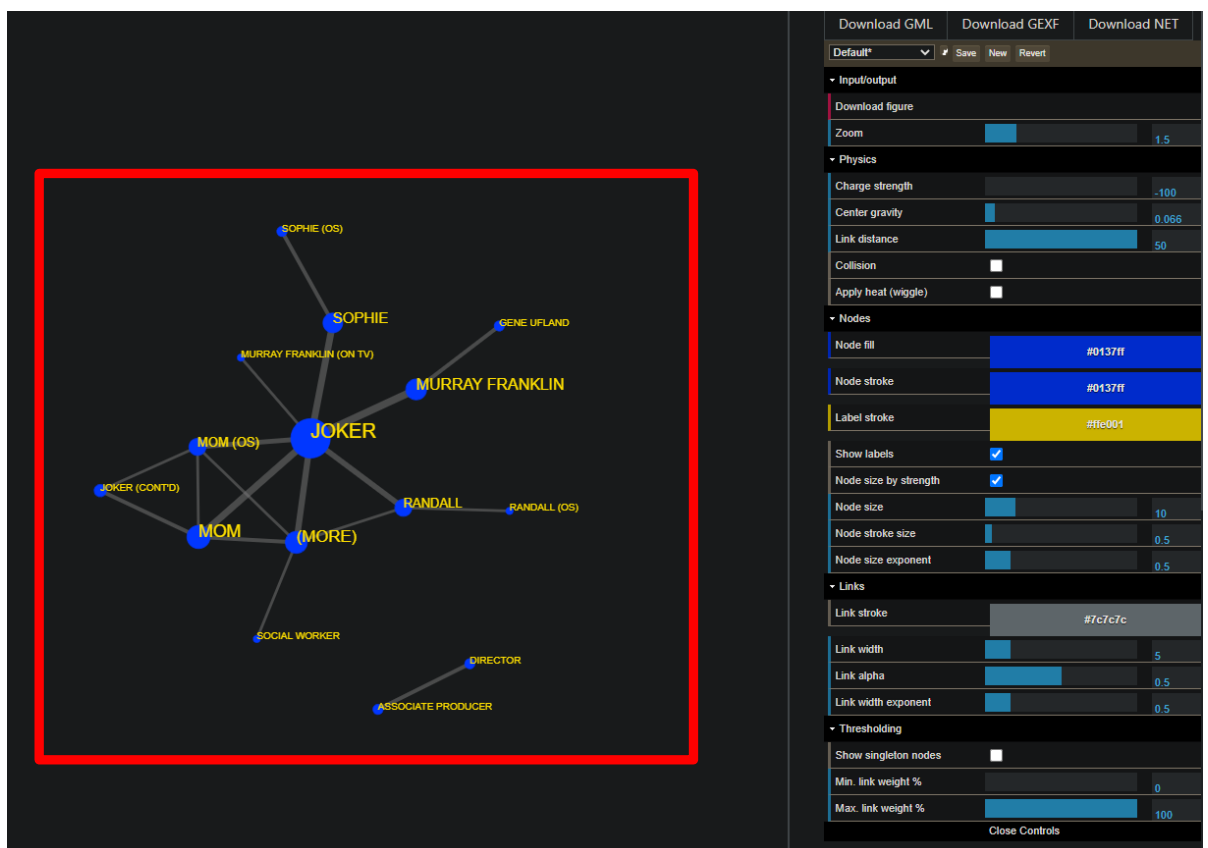 Download GML Download GEXF Download NET
Default* Save New Revert
Input/output
Download figure
Zoom 1.5
Physics
Charge strength -100
Center gravity 0.066
Link distance 50
Collision
Apply heat (wiggle)
Nodes
Node fill #0137ff
Node stroke #0137ff
Label stroke #ffe001
Show labels
Node size by strength
Node size 10
Node stroke size 0.5
Node size exponent 0.5
Links
Link stroke #7c7c7c
Link width 5
Link alpha 0.5
Link width exponent 0.5
Thresholding
Show singleton nodes
Min. link weight % 0
Max. link weight % 100
Close Controls
SOPHIE (OS)
SOPHIE
GENE UFLAND
MURRAY FRANKLIN (ON TV)
MURRAY FRANKLIN
JOKER
MOM (OS)
JOKER (CONT'D)
RANDALL
RANDALL (OS)
MOM
(MORE)
SOCIAL WORKER
DIRECTOR
ASSOCIATE PRODUCER